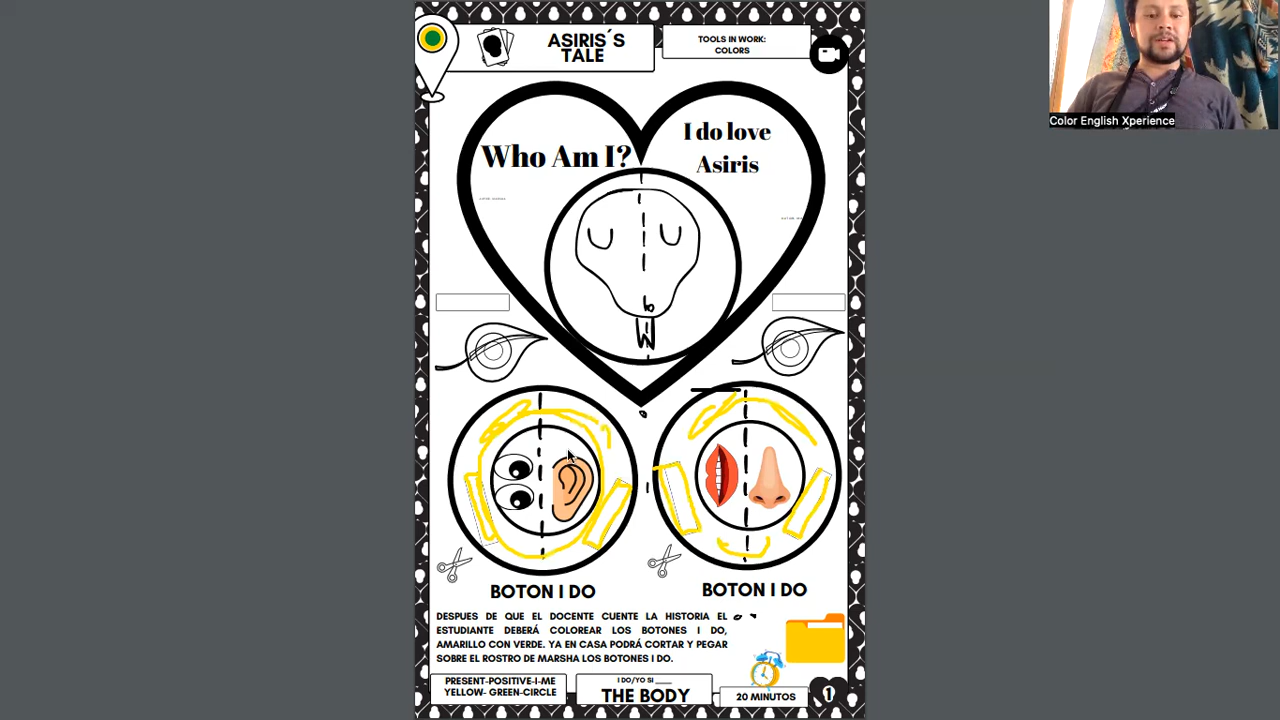 ASIRIS´S
TALE
TOOLS IN WORK:
COLORS
Color English Xperience
Who Am I?
I do love
Asiris
BOTON I DO
BOTON I DO
DESPUES DE QUE EL DOCENTE CUENTE LA HISTORIA EL
ESTUDIANTE DEBERÁ COLOREAR LOS BOTONES I DO,
AMARILLO CON VERDE. YA EN CASA PODRÁ CORTAR Y PEGAR
SOBRE EL ROSTRO DE MARSHA LOS BOTONES I DO.
PRESENT-POSITIVE-I-ME
YELLOW- GREEN-CIRCLE
I DO/YO SI ____
THE BODY
20 MINUTOS
1